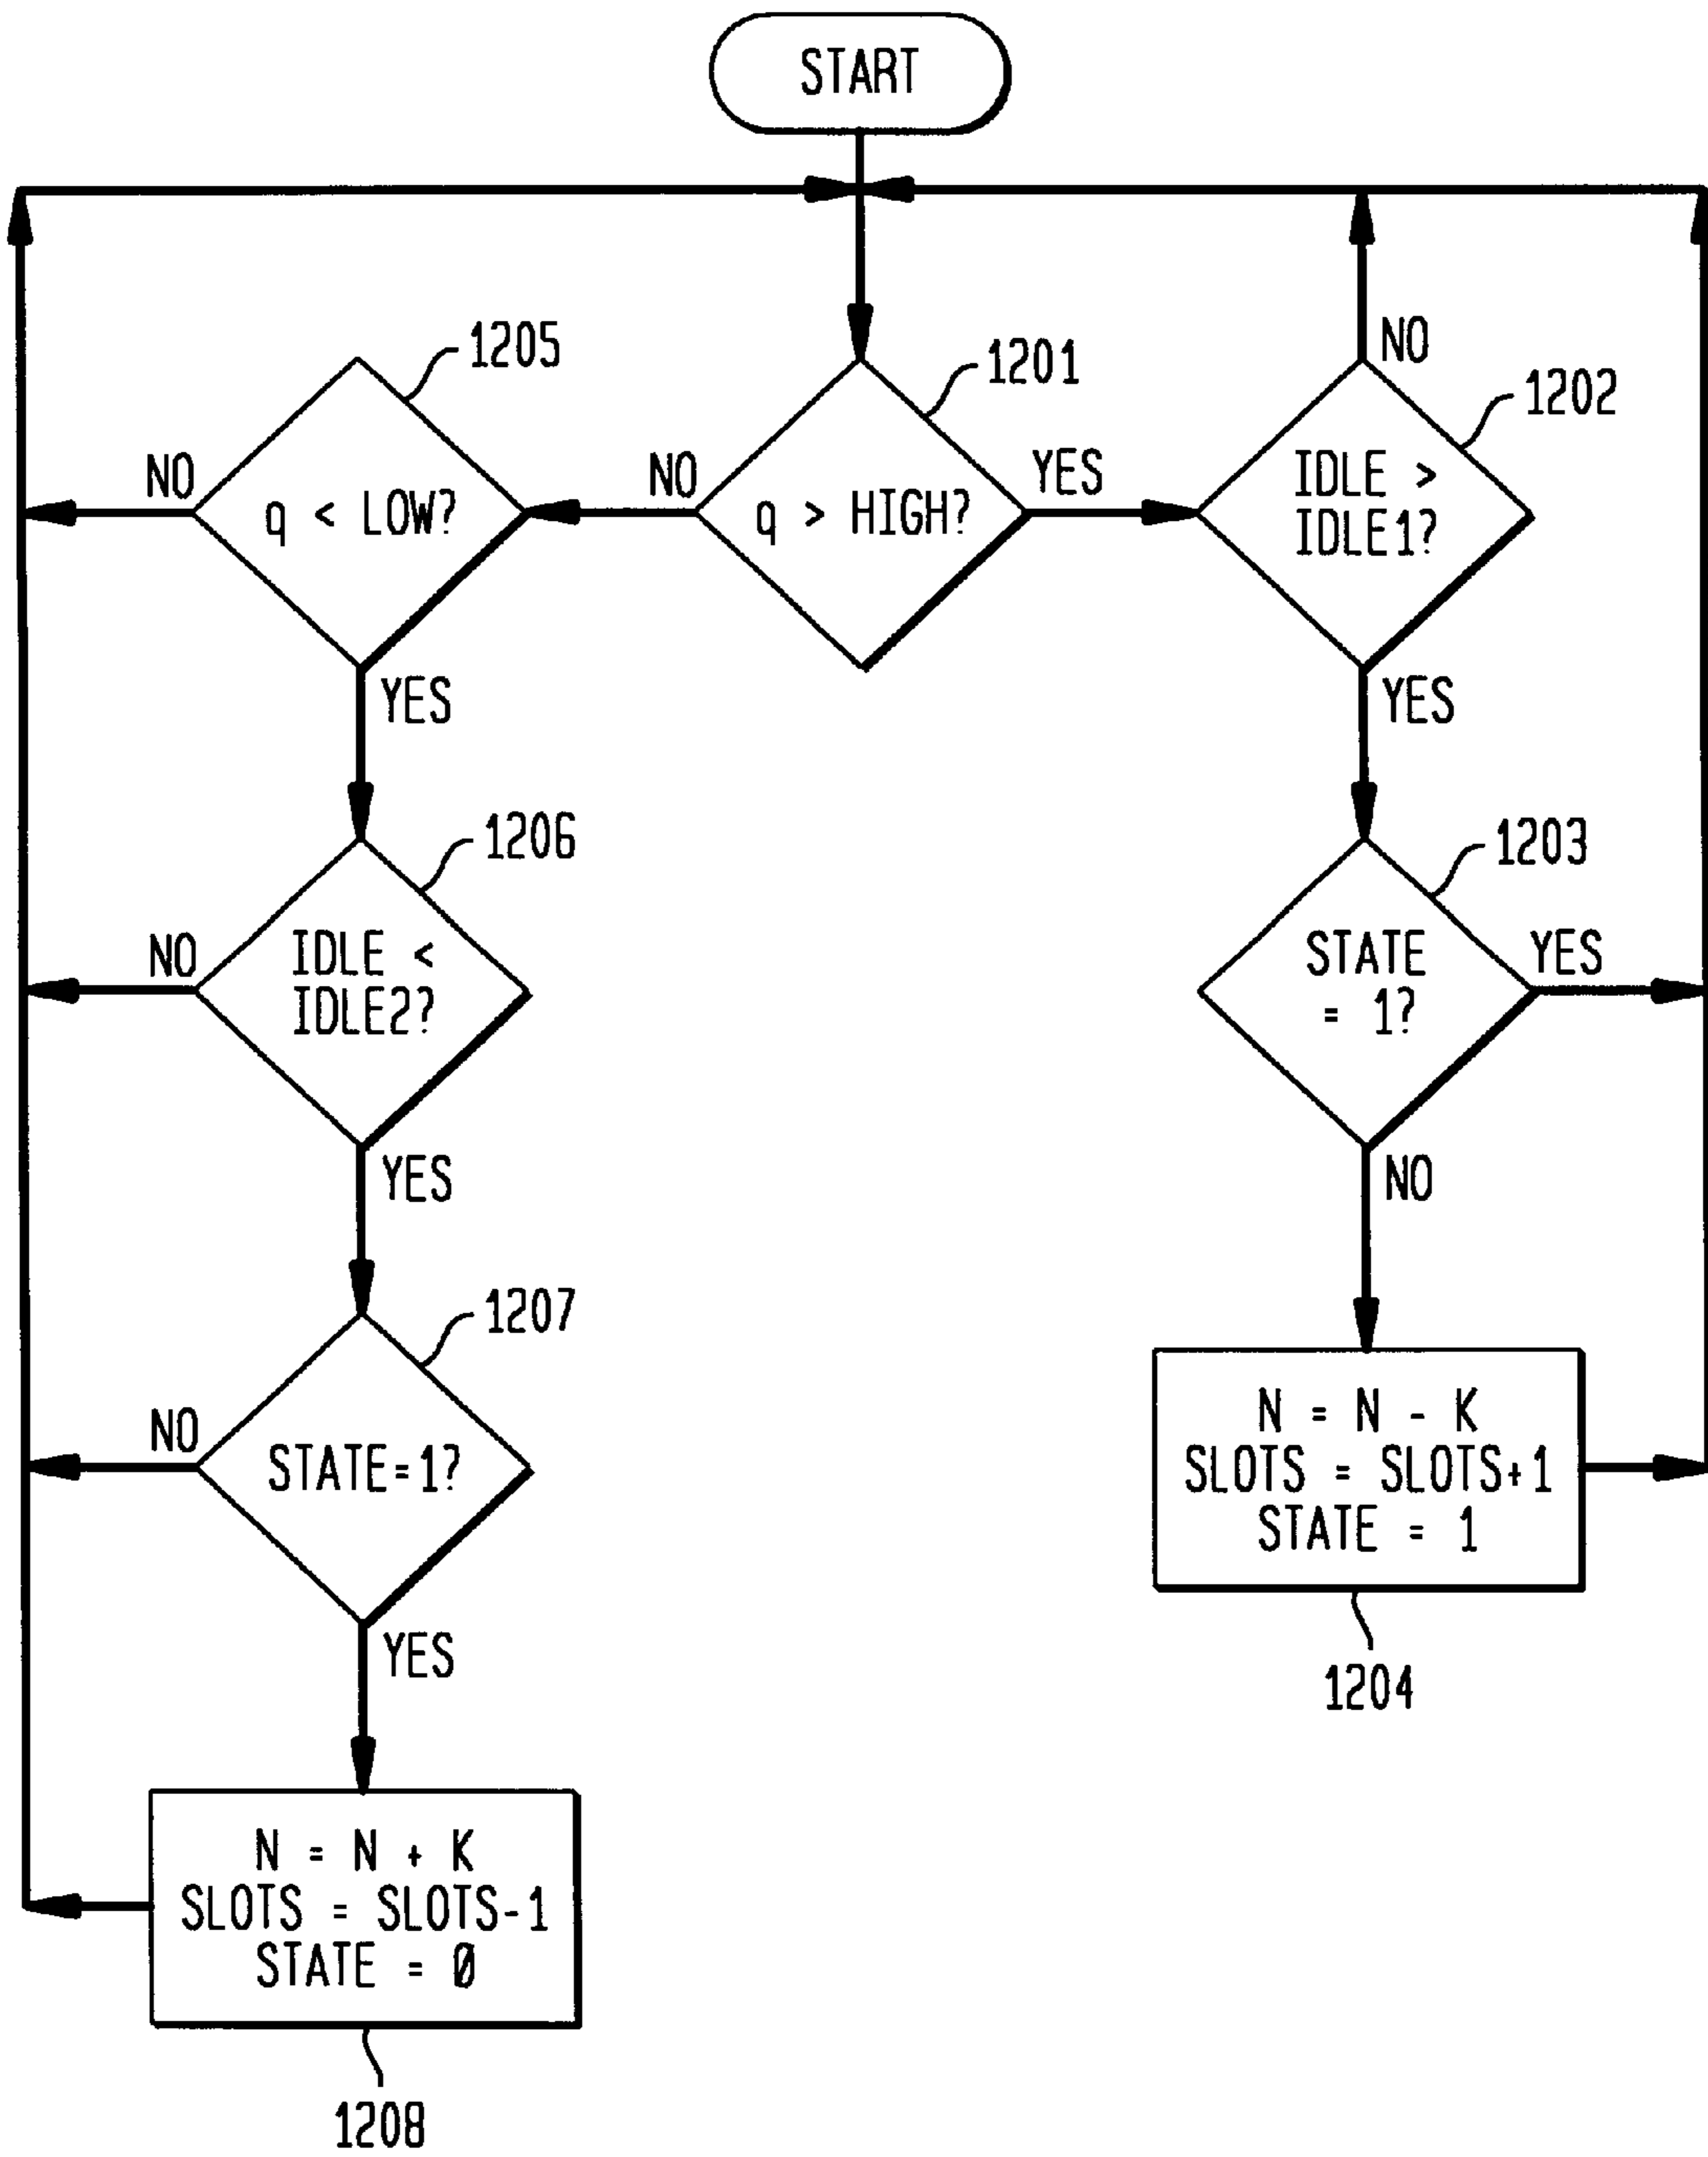 START
1205
1201
1202
NO
q < LOW?
NO
q > HIGH?
YES
NO
IDLE >
IDLE1?
YES
YES
1206
1203
NO
IDLE <
IDLE2?
STATE
= 1?
YES
YES
NO
1207
NO
STATE=1?
N = N - K
SLOTS = SLOTS+1
STATE = 1
YES
1204
N = N + K
SLOTS = SLOTS-1
STATE = 0
1208